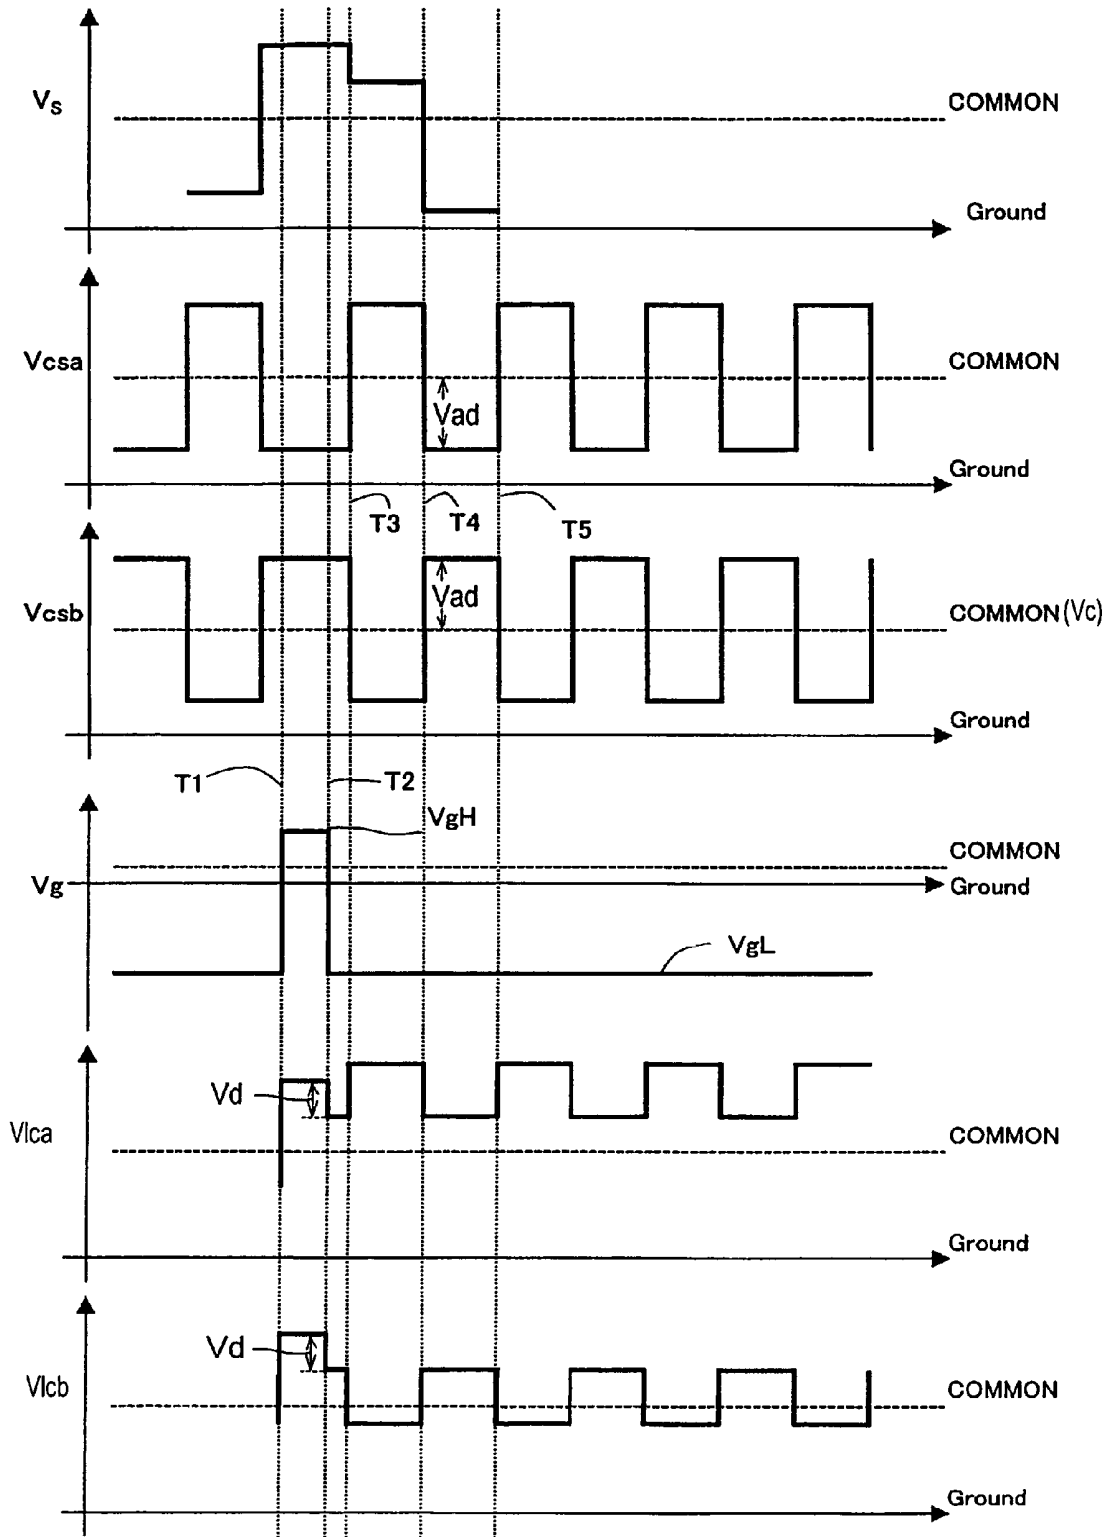 Vs
COMMON
Ground
Vcsa
COMMON
Vad
Ground
T3
T4
T5
Vcsb
Vad
COMMON (Vc)
Ground
T1
T2
VgH
COMMON
Vg
Ground
VgL
Vd
Vlca
COMMON
Ground
Vd
Vlcb
COMMON
Ground